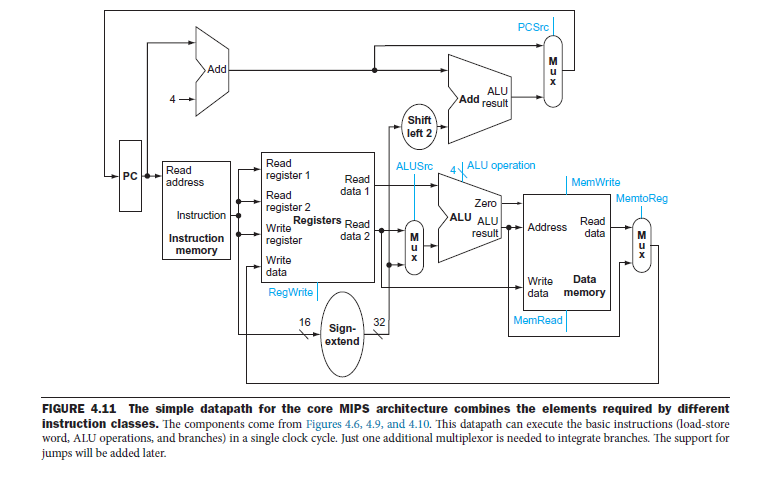 PCSrc
M
u
x
Add
4
ALU
Add result
Shift
left 2
PC
Read
address
Instruction
Instruction
memory
Read
register 1
Read
register 2
Write
register
Write
data
Registers
Read
data 1
Read
data 2
RegWrite
16
Sign-
extend
32
ALUSrc
M
u
x
4
ALU operation
Zero
ALU
ALU
result
MemWrite
Address
Read
data
Write
data
Data
memory
MemRead
MemtoReg
M
u
x
FIGURE 4.11 The simple datapath for the core MIPS architecture combines the elements required by different
instruction classes. The components come from Figures 4.6, 4.9, and 4.10. This datapath can execute the basic instructions (load-store
word, ALU operations, and branches) in a single clock cycle. Just one additional multiplexor is needed to integrate branches. The support for
jumps will be added later.